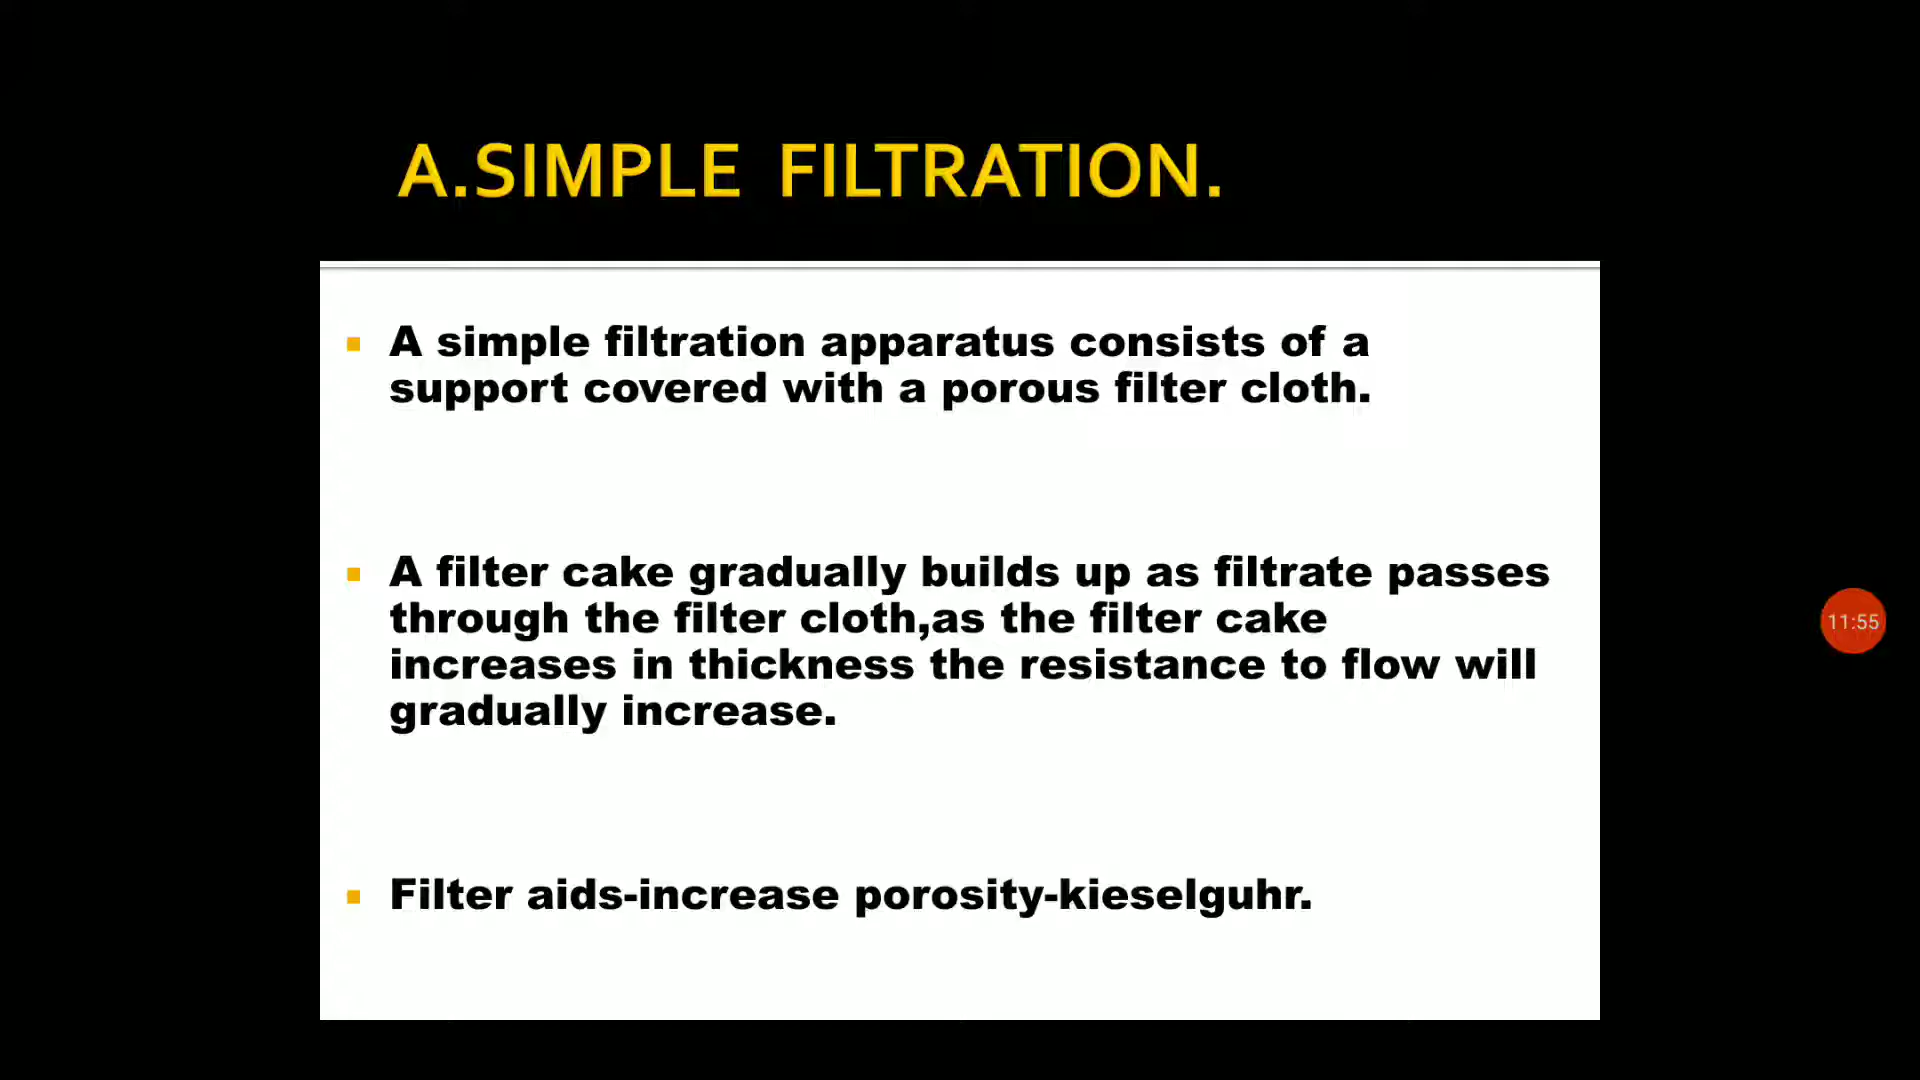 A.SIMPLE FILTRATION.
A simple filtration apparatus consists of a
support covered with a porous filter cloth.
A filter cake gradually builds up as filtrate passes
through the filter cloth,as the filter cake
increases in thickness the resistance to flow will
gradually increase.
Filter aids-increase porosity-kieselguhr.
11:55